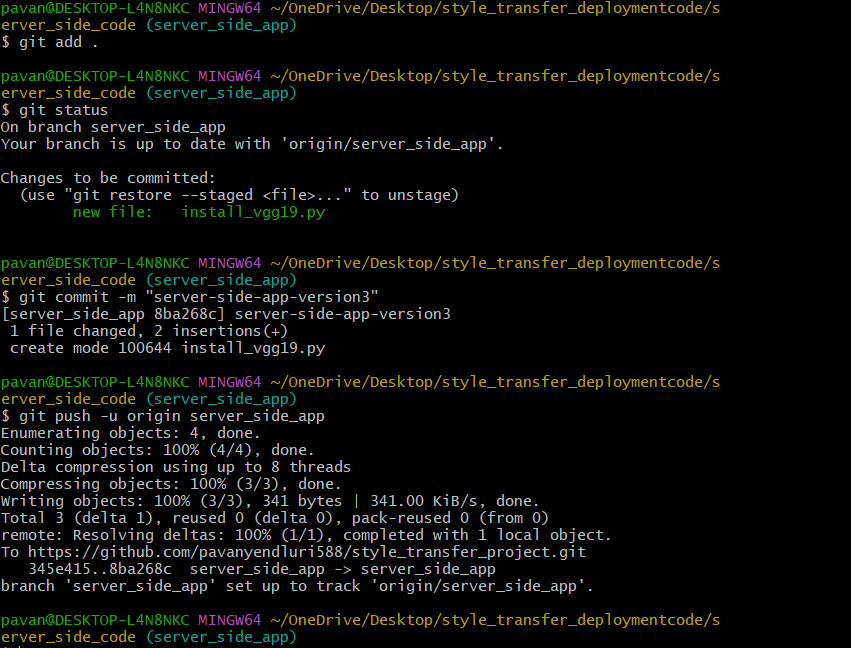 pavan@DESKTOP-L4N8NKC MINGW64 ~/OneDrive/Desktop/style_transfer_deploymentcode/s
erver_side_code (server_side_app)
$ git add .

pavan@DESKTOP-L4N8NKC MINGW64 ~/OneDrive/Desktop/style_transfer_deploymentcode/s
erver_side_code (server_side_app)
$ git status
On branch server_side_app
Your branch is up to date with 'origin/server_side_app'.

Changes to be committed:
  (use "git restore --staged <file>..." to unstage)
        new file:   install_vgg19.py

pavan@DESKTOP-L4N8NKC MINGW64 ~/OneDrive/Desktop/style_transfer_deploymentcode/s
erver_side_code (server_side_app)
$ git commit -m "server-side-app-version3"
[server_side_app 8ba268c] server-side-app-version3
 1 file changed, 2 insertions(+)
 create mode 100644 install_vgg19.py

pavan@DESKTOP-L4N8NKC MINGW64 ~/OneDrive/Desktop/style_transfer_deploymentcode/s
erver_side_code (server_side_app)
$ git push -u origin server_side_app
Enumerating objects: 4, done.
Counting objects: 100% (4/4), done.
Delta compression using up to 8 threads
Compressing objects: 100% (3/3), done.
Writing objects: 100% (3/3), 341 bytes | 341.00 KiB/s, done.
Total 3 (delta 1), reused 0 (delta 0), pack-reused 0 (from 0)
remote: Resolving deltas: 100% (1/1), completed with 1 local object.
To https://github.com/pavanyendluri588/style_transfer_project.git
   345e415..8ba268c  server_side_app -> server_side_app
branch 'server_side_app' set up to track 'origin/server_side_app'.

pavan@DESKTOP-L4N8NKC MINGW64 ~/OneDrive/Desktop/style_transfer_deploymentcode/s
erver_side_code (server_side_app)